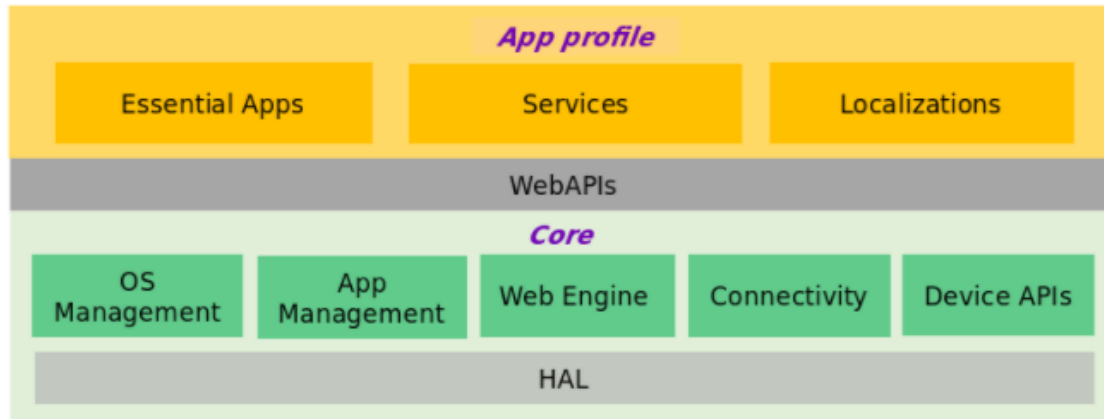 App profile
Essential Apps
Services
Localizations
WebAPIs
Core
OS
Management
App
Management
Web Engine
Connectivity
Device APIs
HAL